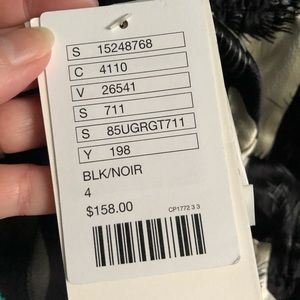 S 15248768
C 4110
V 26541
S 711
S 85UGRGT711
Y 198
BLK/NOIR
4
$158.00
CP1772 3 3